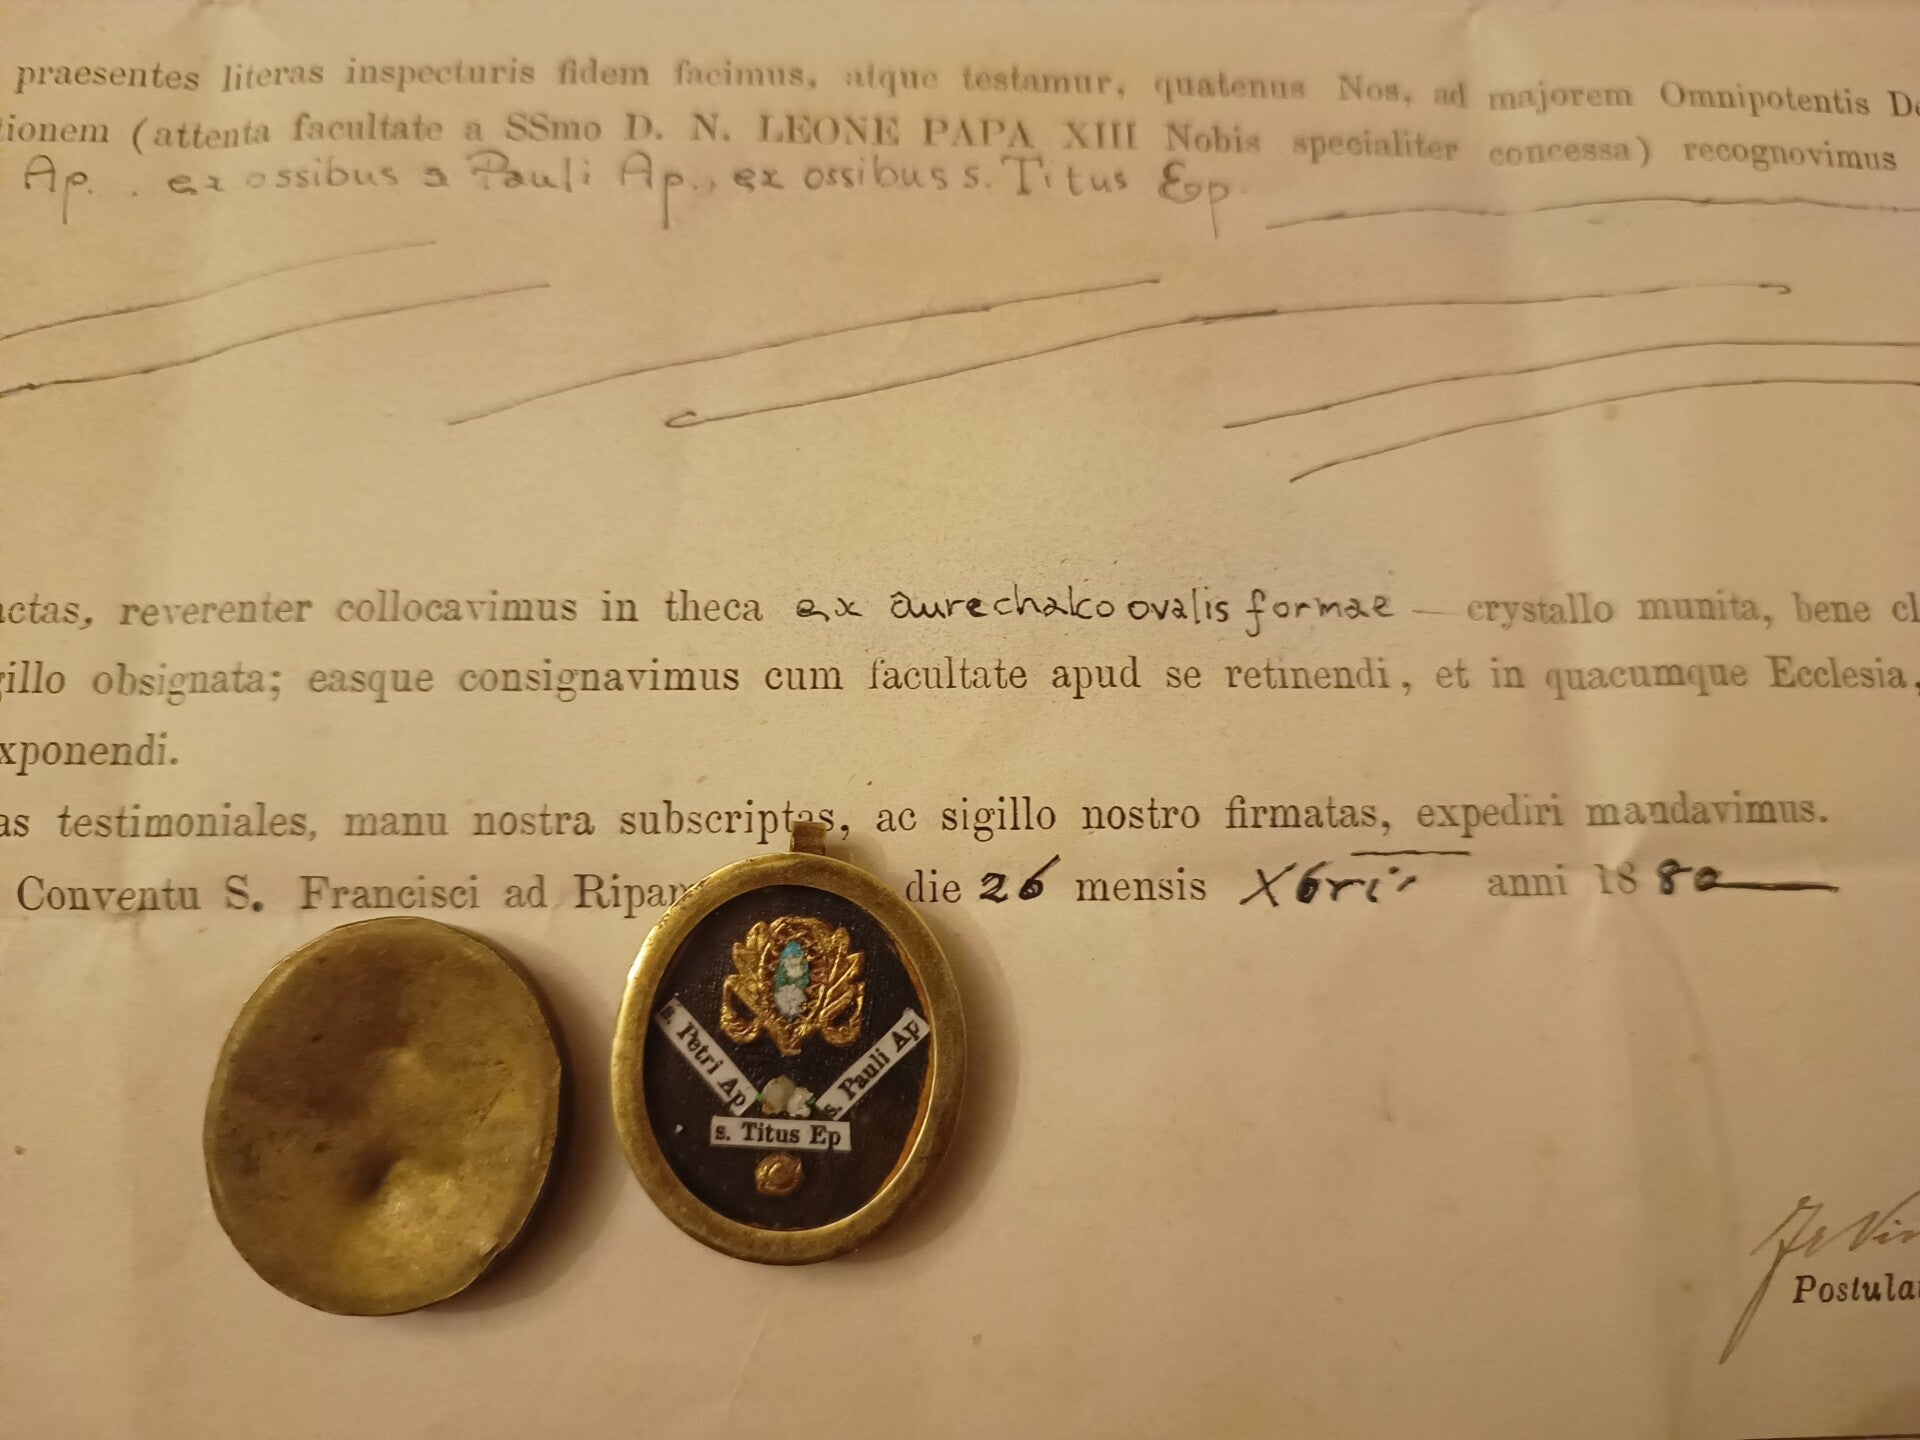 praesentes literas inspecturis fidem facimus, atque testamur, quatenus Nos, ad majorem Omnipotentis De
tionem (attenta facultate a SSmo D. N. LEONE PAPA XIII Nobis specialiter concessa) recognovimus
Ap. . ex ossibus s Pauli Ap., ex ossibus s. Titus Ep.
actas, reverenter collocavimus in theca ex aurechalco ovalis formae — crystallo munita, bene cl
gillo obsignata; easque consignavimus cum facultate apud se retinendi, et in quacumque Ecclesia,
xponendi.
as testimoniales, manu nostra subscriptas, ac sigillo nostro firmatas, expediri mandavimus.
Conventu S. Francisci ad Ripam die 26 mensis Xbris anni 1880
s. Petri Ap
s. Pauli Ap
s. Titus Ep
Postula